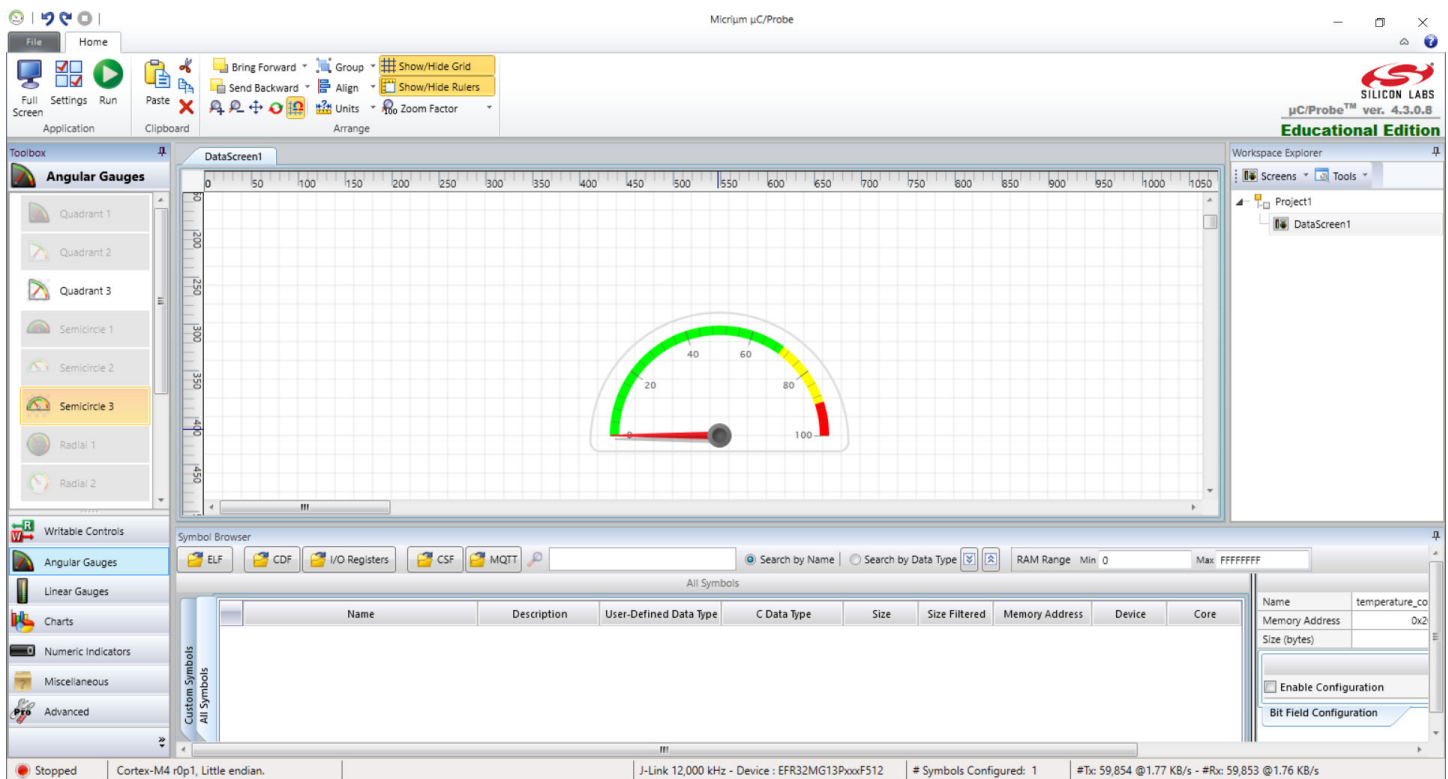 Micriμm μC/Probe
File
Home
Full Screen
Settings
Run
Application
Paste
Clipboard
Bring Forward
Group
Show/Hide Grid
Send Backward
Align
Show/Hide Rulers
100
Units
Zoom Factor
Arrange
SILICON LABS
μC/Probe™ ver. 4.3.0.8
Educational Edition
Toolbox
Angular Gauges
Quadrant 1
Quadrant 2
Quadrant 3
Semicircle 1
Semicircle 2
Semicircle 3
Radial 1
Radial 2
Writable Controls
Angular Gauges
Linear Gauges
Charts
Numeric Indicators
Miscellaneous
Pro
Advanced
DataScreen1
0 50 100 150 200 250 300 350 400 450 500 550 600 650 700 750 800 850 900 950 1000 1050
200
250
300
350
400
450
0
20
40
60
80
100
Workspace Explorer
Screens
Tools
Project1
DataScreen1
Symbol Browser
ELF
CDF
I/O Registers
CSF
MQTT
Search by Name
Search by Data Type
RAM Range Min 0
Max FFFFFFFF
All Symbols
Custom Symbols
All Symbols
Name Description User-Defined Data Type C Data Type Size Size Filtered Memory Address Device Core
Name temperature_co
Memory Address
Size (bytes)
Enable Configuration
Bit Field Configuration
Stopped
Cortex-M4 r0p1, Little endian.
J-Link 12,000 kHz - Device : EFR32MG13PxxxF512
# Symbols Configured: 1
#Tx: 59,854 @1.77 KB/s - #Rx: 59,853 @1.76 KB/s